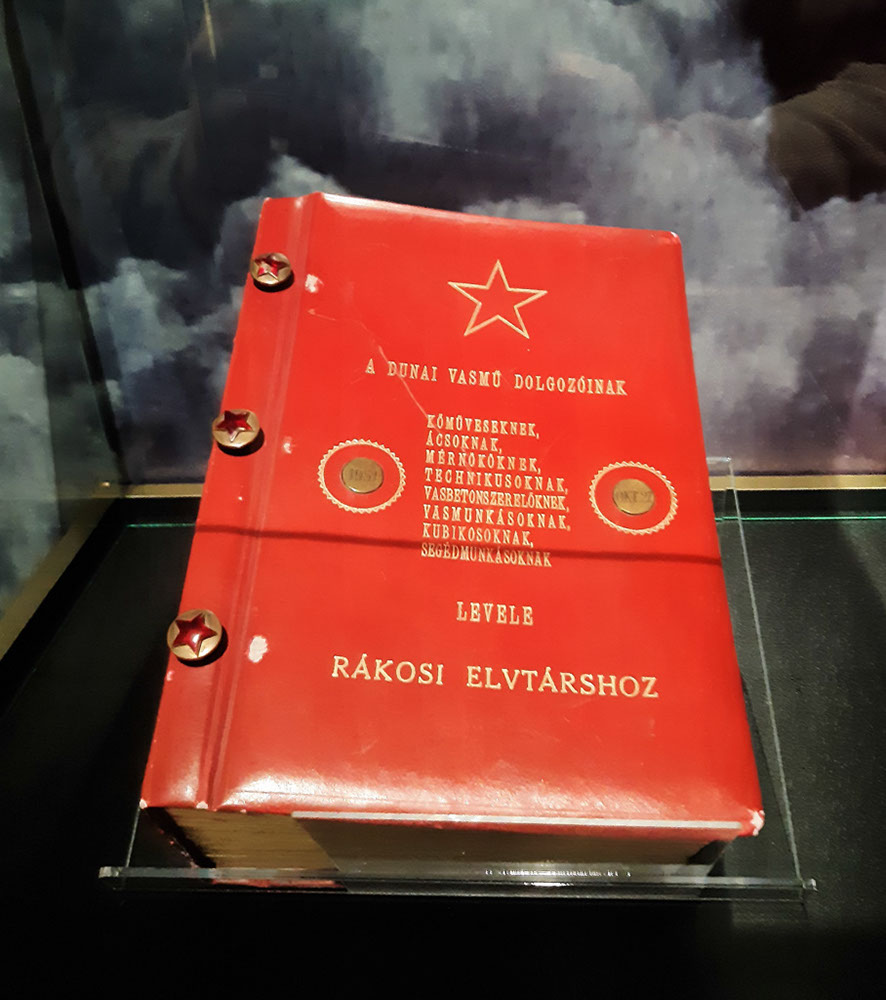 A DUNAI VASMŰ DOLGOZÓINAK
KŐMŰVESEKNEK,
ÁCSOKNAK,
MÉRNÖKÖKNEK,
TECHNIKUSOKNAK,
VASBETONSZERELŐKNEK,
VASMUNKÁSOKNAK,
KUBIKOSOKNAK,
SEGÉDMUNKÁSOKNAK
LEVELE
RÁKOSI ELVTÁRSHOZ